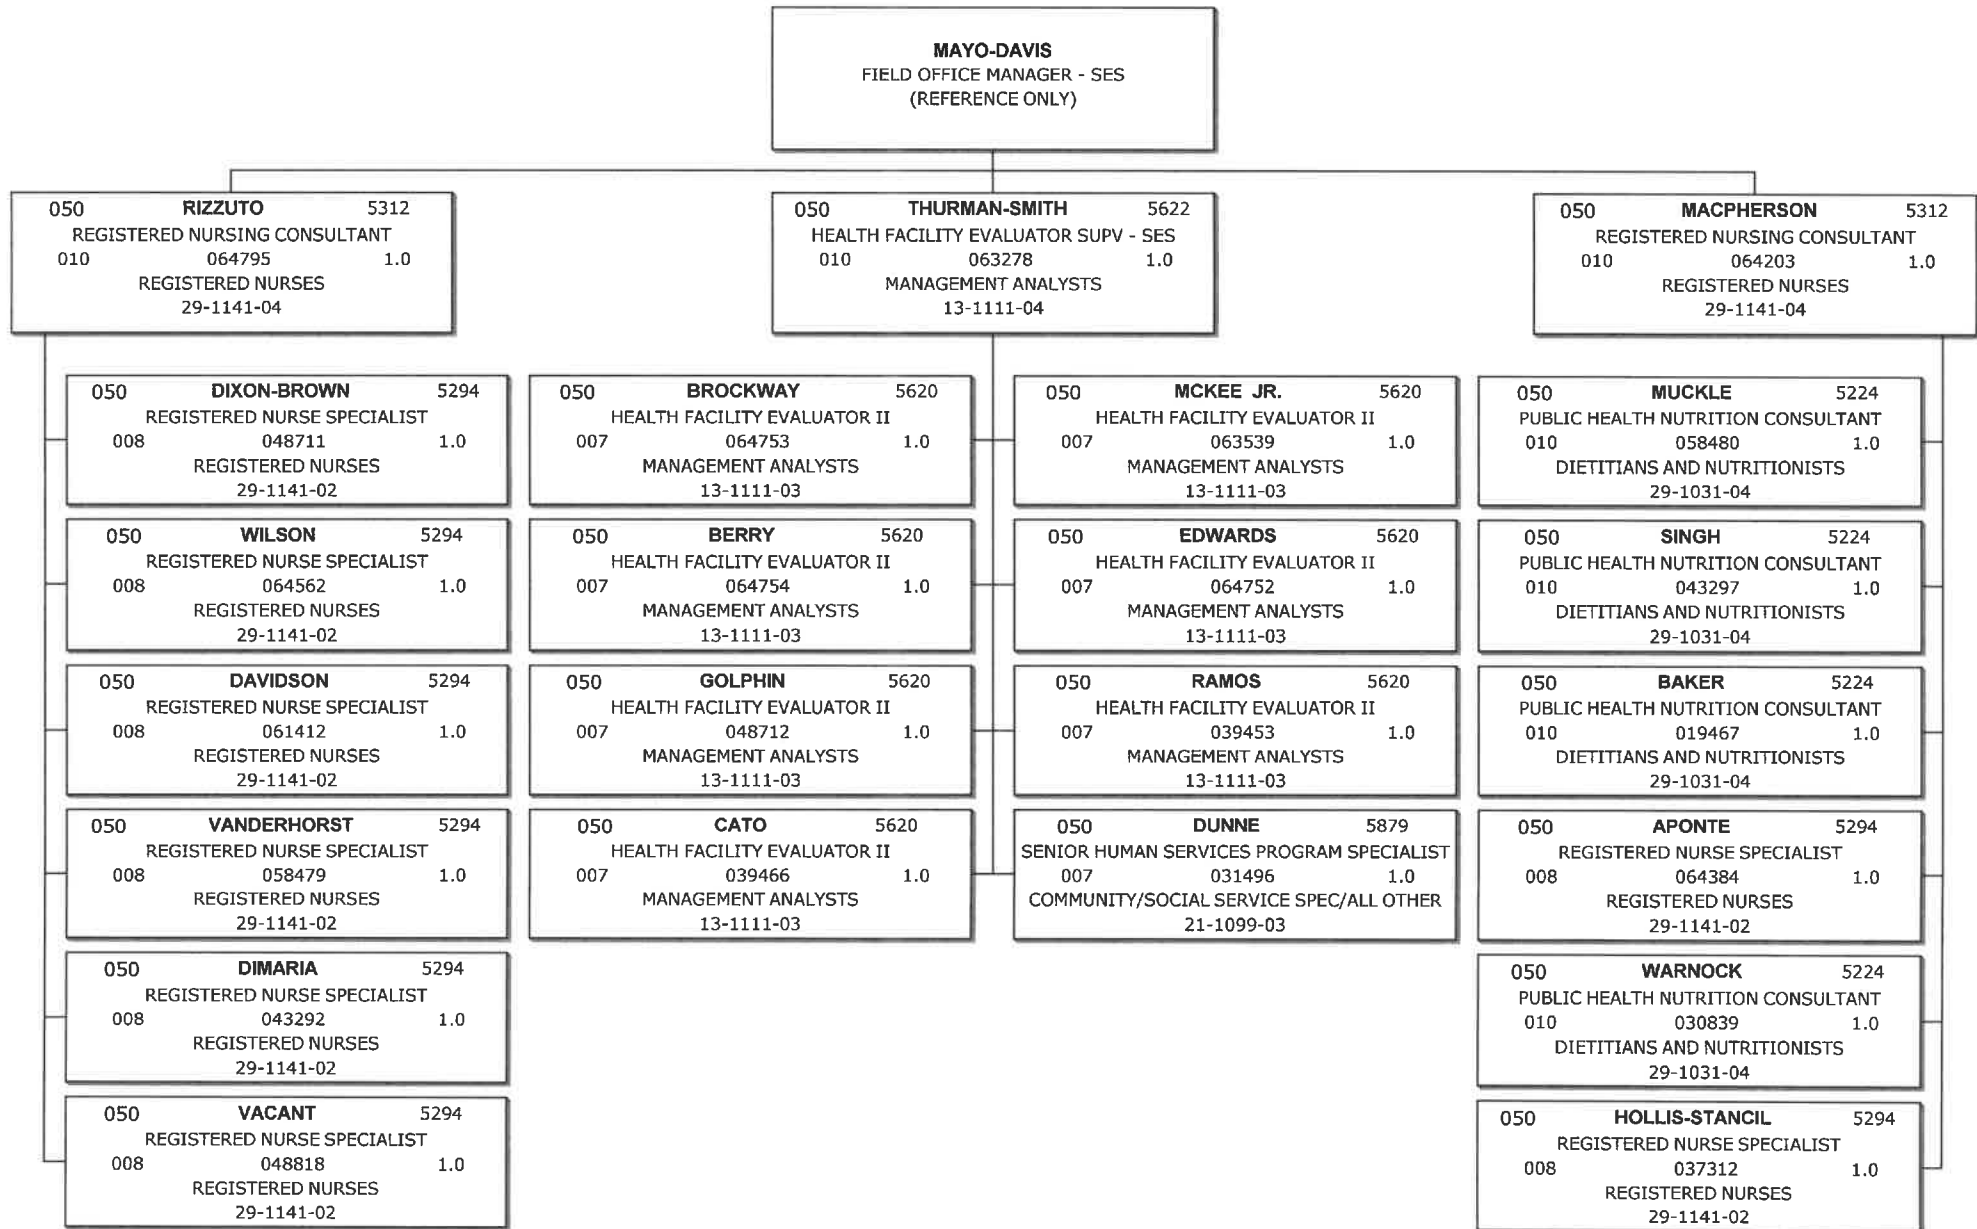 MAYO-DAVIS
FIELD OFFICE MANAGER - SES
(REFERENCE ONLY)
050 RIZZUTO 5312
REGISTERED NURSING CONSULTANT
010 064795 1.0
REGISTERED NURSES
29-1141-04
050 THURMAN-SMITH 5622
HEALTH FACILITY EVALUATOR SUPV - SES
010 063278 1.0
MANAGEMENT ANALYSTS
13-1111-04
050 MACPHERSON 5312
REGISTERED NURSING CONSULTANT
010 064203 1.0
REGISTERED NURSES
29-1141-04
050 DIXON-BROWN 5294
REGISTERED NURSE SPECIALIST
008 048711 1.0
REGISTERED NURSES
29-1141-02
050 WILSON 5294
REGISTERED NURSE SPECIALIST
008 064562 1.0
REGISTERED NURSES
29-1141-02
050 DAVIDSON 5294
REGISTERED NURSE SPECIALIST
008 061412 1.0
REGISTERED NURSES
29-1141-02
050 VANDERHORST 5294
REGISTERED NURSE SPECIALIST
008 058479 1.0
REGISTERED NURSES
29-1141-02
050 DIMARIA 5294
REGISTERED NURSE SPECIALIST
008 043292 1.0
REGISTERED NURSES
29-1141-02
050 VACANT 5294
REGISTERED NURSE SPECIALIST
008 048818 1.0
REGISTERED NURSES
29-1141-02
050 BROCKWAY 5620
HEALTH FACILITY EVALUATOR II
007 064753 1.0
MANAGEMENT ANALYSTS
13-1111-03
050 BERRY 5620
HEALTH FACILITY EVALUATOR II
007 064754 1.0
MANAGEMENT ANALYSTS
13-1111-03
050 GOLPHIN 5620
HEALTH FACILITY EVALUATOR II
007 048712 1.0
MANAGEMENT ANALYSTS
13-1111-03
050 CATO 5620
HEALTH FACILITY EVALUATOR II
007 039466 1.0
MANAGEMENT ANALYSTS
13-1111-03
050 MCKEE JR. 5620
HEALTH FACILITY EVALUATOR II
007 063539 1.0
MANAGEMENT ANALYSTS
13-1111-03
050 EDWARDS 5620
HEALTH FACILITY EVALUATOR II
007 064752 1.0
MANAGEMENT ANALYSTS
13-1111-03
050 RAMOS 5620
HEALTH FACILITY EVALUATOR II
007 039453 1.0
MANAGEMENT ANALYSTS
13-1111-03
050 DUNNE 5879
SENIOR HUMAN SERVICES PROGRAM SPECIALIST
007 031496 1.0
COMMUNITY/SOCIAL SERVICE SPEC/ALL OTHER
21-1099-03
050 MUCKLE 5224
PUBLIC HEALTH NUTRITION CONSULTANT
010 058480 1.0
DIETITIANS AND NUTRITIONISTS
29-1031-04
050 SINGH 5224
PUBLIC HEALTH NUTRITION CONSULTANT
010 043297 1.0
DIETITIANS AND NUTRITIONISTS
29-1031-04
050 BAKER 5224
PUBLIC HEALTH NUTRITION CONSULTANT
010 019467 1.0
DIETITIANS AND NUTRITIONISTS
29-1031-04
050 APONTE 5294
REGISTERED NURSE SPECIALIST
008 064384 1.0
REGISTERED NURSES
29-1141-02
050 WARNOCK 5224
PUBLIC HEALTH NUTRITION CONSULTANT
010 030839 1.0
DIETITIANS AND NUTRITIONISTS
29-1031-04
050 HOLLIS-STANCIL 5294
REGISTERED NURSE SPECIALIST
008 037312 1.0
REGISTERED NURSES
29-1141-02